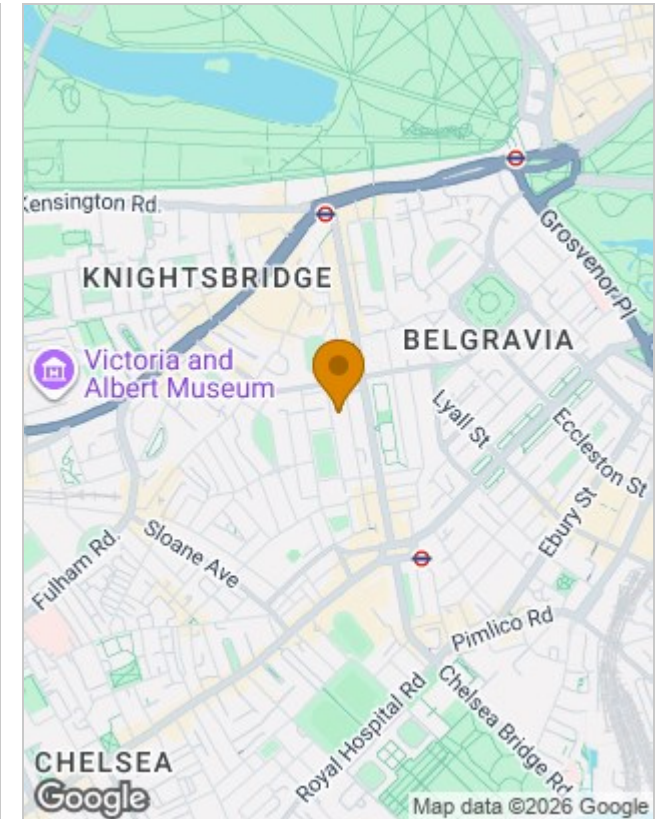 Kensington Rd.
KNIGHTSBRIDGE
Grosvenor Pl
BELGRAVIA
Victoria and
Albert Museum
Lyall St
Eccleston St
Ebury St
Sloane Ave
Fulham Rd.
Pimlico Rd
Royal Hospital Rd
Chelsea Bridge Rd
CHELSEA
Google
Map data ©2026 Google